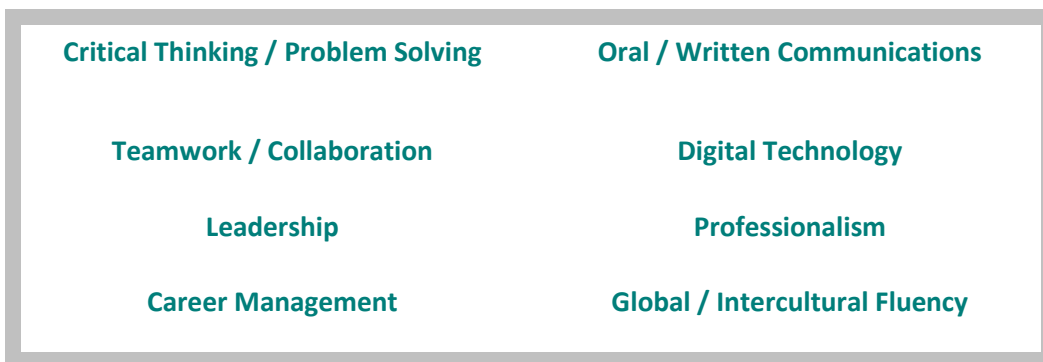 Critical Thinking / Problem Solving Oral / Written Communications
Teamwork / Collaboration Digital Technology
Leadership Professionalism
Career Management Global / Intercultural Fluency